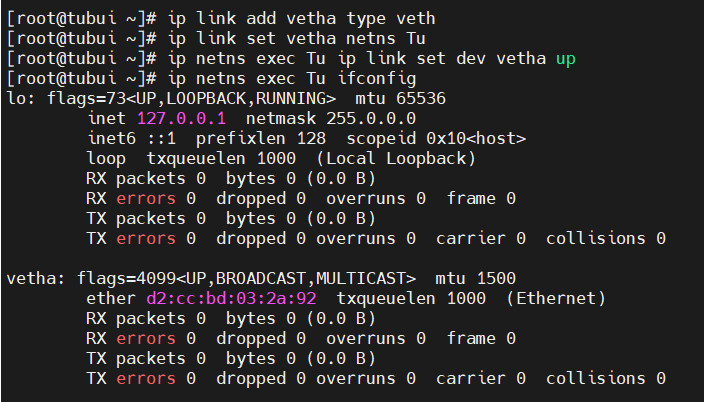 [root@tubui ~]# ip link add vetha type veth
[root@tubui ~]# ip link set vetha netns Tu
[root@tubui ~]# ip netns exec Tu ip link set dev vetha up
[root@tubui ~]# ip netns exec Tu ifconfig
lo: flags=73<UP,LOOPBACK,RUNNING>  mtu 65536
        inet 127.0.0.1  netmask 255.0.0.0
        inet6 ::1  prefixlen 128  scopeid 0x10<host>
        loop  txqueuelen 1000  (Local Loopback)
        RX packets 0  bytes 0 (0.0 B)
        RX errors 0  dropped 0  overruns 0  frame 0
        TX packets 0  bytes 0 (0.0 B)
        TX errors 0  dropped 0 overruns 0  carrier 0  collisions 0

vetha: flags=4099<UP,BROADCAST,MULTICAST>  mtu 1500
        ether d2:cc:bd:03:2a:92  txqueuelen 1000  (Ethernet)
        RX packets 0  bytes 0 (0.0 B)
        RX errors 0  dropped 0  overruns 0  frame 0
        TX packets 0  bytes 0 (0.0 B)
        TX errors 0  dropped 0 overruns 0  carrier 0  collisions 0